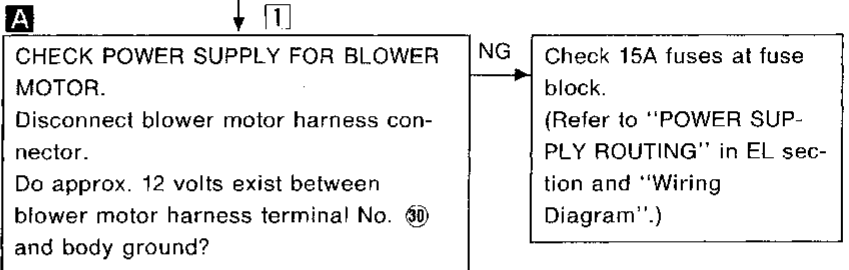 A
1
CHECK POWER SUPPLY FOR BLOWER
MOTOR.
Disconnect blower motor harness con-
nector.
Do approx. 12 volts exist between
blower motor harness terminal No. ㉚
and body ground?
NG
Check 15A fuses at fuse
block.
(Refer to "POWER SUP-
PLY ROUTING" in EL sec-
tion and "Wiring
Diagram".)